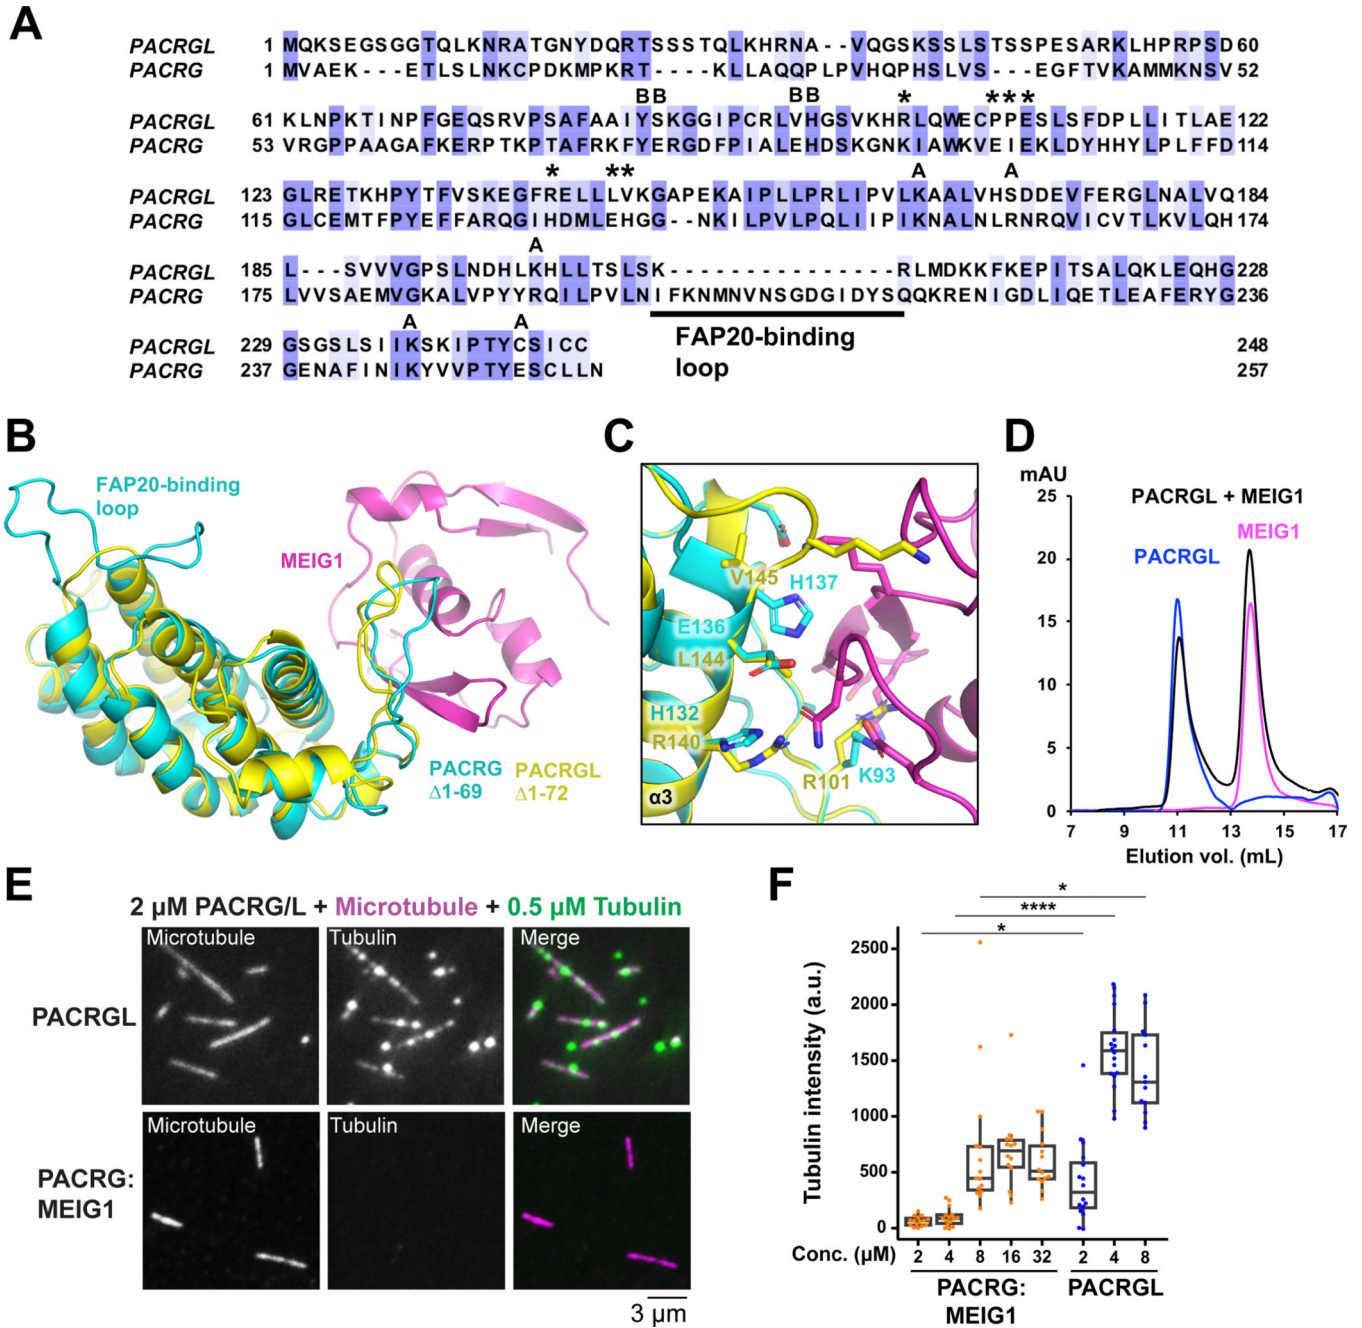 A
PACRGL 1 MQKSEGSGGTQLKNRATGNYDQRTSSSTQLKHRNA--VQGSKSSLSTSSPESARKLHPRPSD 60
PACRG 1 MVAEK---ETLSLNKCPDKMPKRT----KLLAQQPLPVHQPHSLVS---EGFTVKAMMKNSV 52
BB BB * ***
PACRGL 61 KLNPKTINPFGEQSRVPSAFAAIYSKGGIPCRLVHGSVKHRLQWECPPESLSFDPLLITLAE 122
PACRG 53 VRGPPAAGAFKERPTKPTAFRKFYERGDFPIALEHDSKGNKIAWKVEIEKLDYHHYLPLFFD 114
* ** A A
PACRGL 123 GLRETKHPYTFVSKEGFRELLLVKGAPEKAIPLLPRLIPVLKAALVHSDDEVFERGLNALVQ 184
PACRG 115 GLCEMTFPYEFFARQGIHDMLEHGG--NKILPVLPQLIIPIKNALNLRNRQVICVTLKVLQH 174
A
PACRGL 185 L---SVVVGPSLNDHLKHLLTSLSK---------------RLMDKKFKEPITSALQKLEQHG 228
PACRG 175 LVVSAEMVGKALVPYYRQILPVLNIFKNMNVNSGDGIDYSQQKRENIGDLIQETLEAFERYG 236
A A
PACRGL 229 GSGSLSIIKSKIPTYCSICC 248
PACRG 237 GENAFINIKYVVPTYESCLLN 257
FAP20-binding
loop
B
FAP20-binding
loop
MEIG1
PACRG
Δ1-69
PACRGL
Δ1-72
C
V145
H137
E136
L144
H132
R140
R101
K93
α3
D
mAU
PACRGL + MEIG1
MEIG1
PACRGL
25
20
15
10
5
0
7 9 11 13 15 17
Elution vol. (mL)
E
2 µM PACRG/L + Microtubule + 0.5 µM Tubulin
Microtubule Tubulin Merge
PACRGL
Microtubule Tubulin Merge
PACRG:
MEIG1
3 µm
F
*
****
*
Tubulin intensity (a.u.)
2500
2000
1500
1000
500
0
Conc. (µM) 2 4 8 16 32 2 4 8
PACRG:
MEIG1
PACRGL